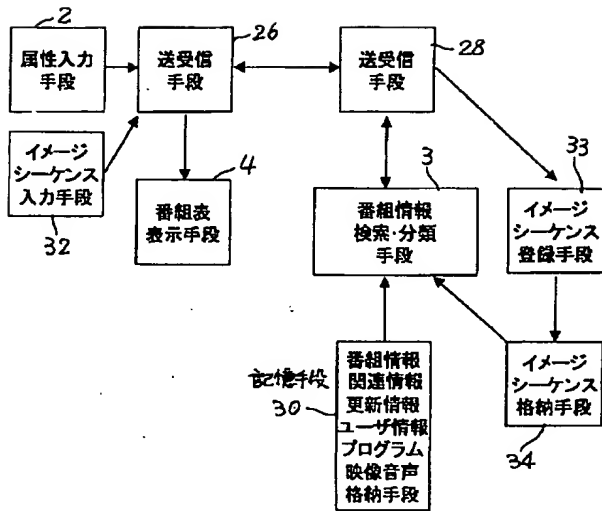 2
属性入力
手段
26
送受信
手段
28
送受信
手段
イメージ
シーケンス
入力手段
32
4
番組表
表示手段
3
番組情報
検索・分類
手段
33
イメージ
シーケンス
登録手段
記憶手段
30
番組情報
関連情報
更新情報
ユーザ情報
プログラム
映像音声
格納手段
イメージ
シーケンス
格納手段
34